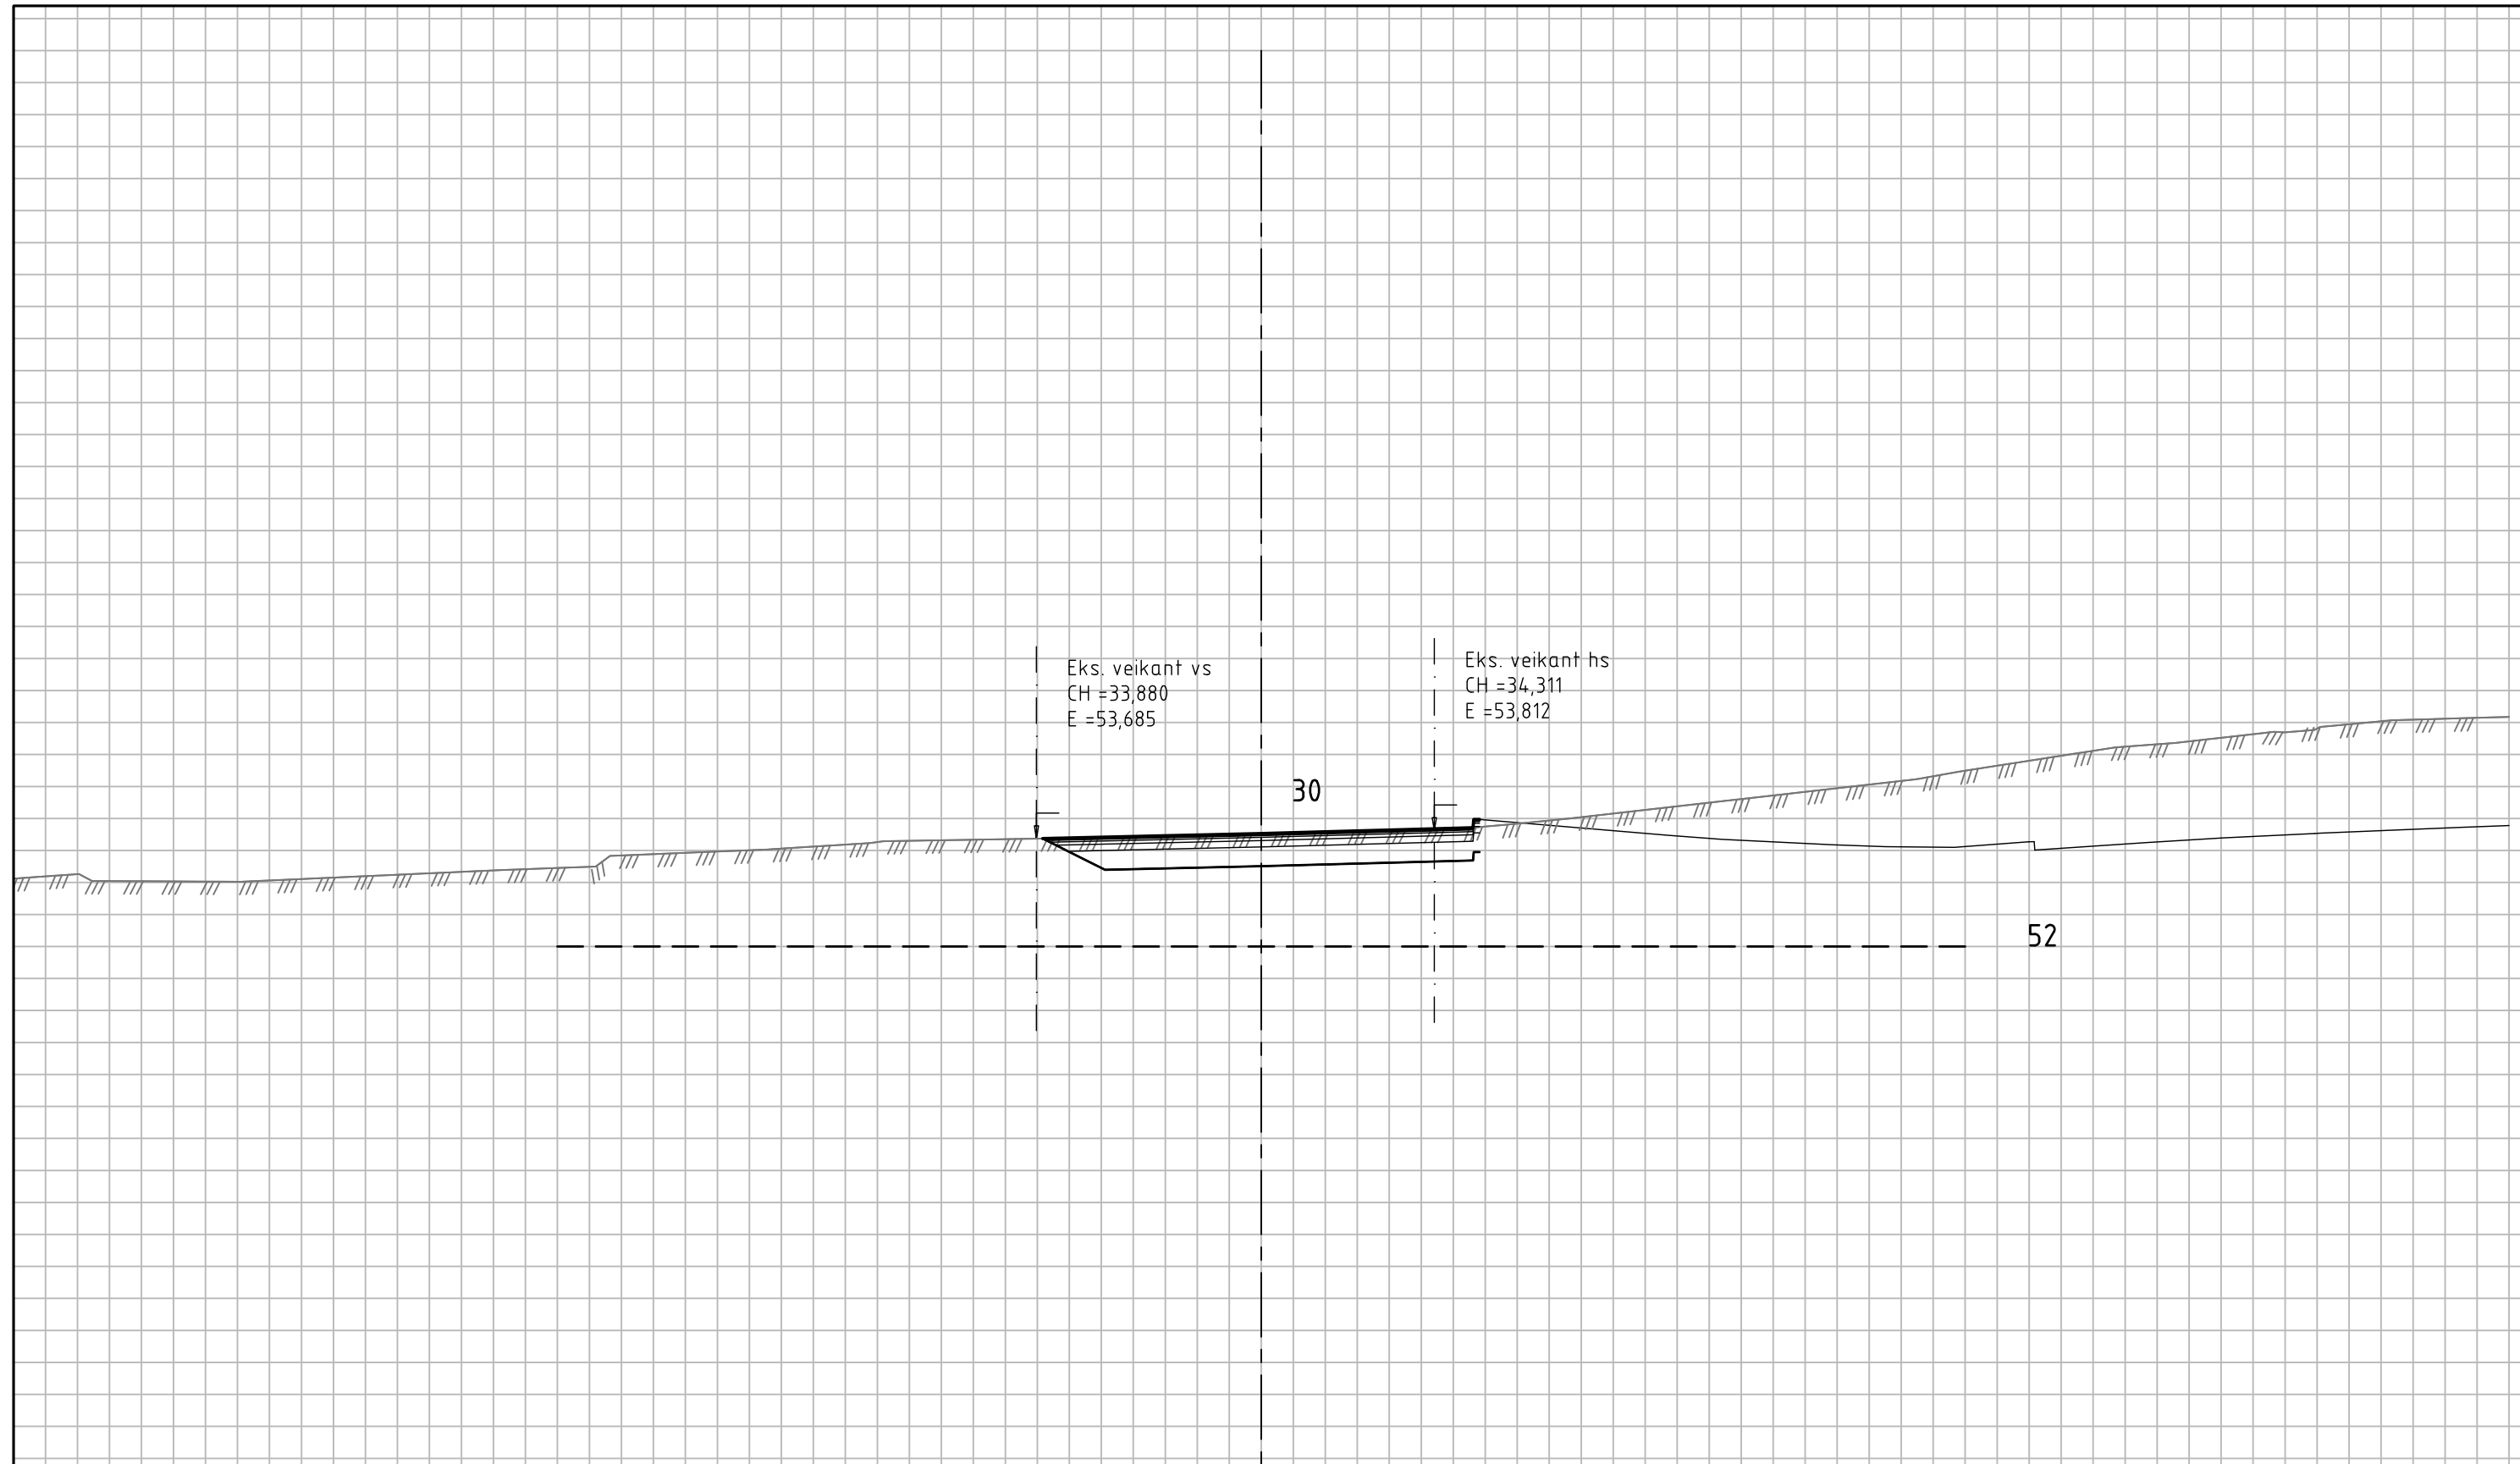 Eks. veikant vs
CH =33,880
E =53,685
Eks. veikant hs
CH =34,311
E =53,812
30
52